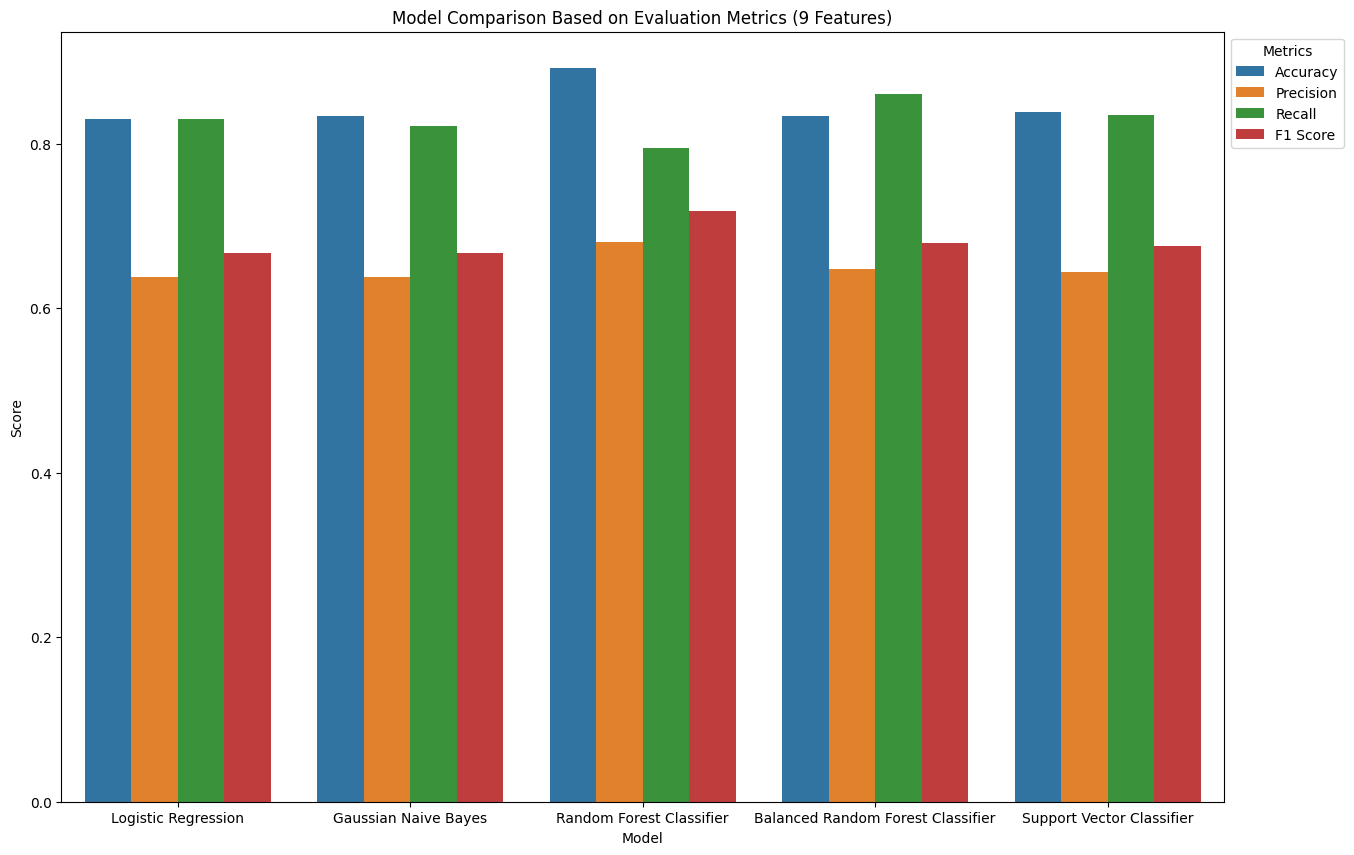 Model Comparison Based on Evaluation Metrics (9 Features)
Metrics
Accuracy
Precision
Recall
F1 Score
Score
0.8
0.6
0.4
0.2
0.0
Logistic Regression
Gaussian Naive Bayes
Random Forest Classifier
Balanced Random Forest Classifier
Support Vector Classifier
Model